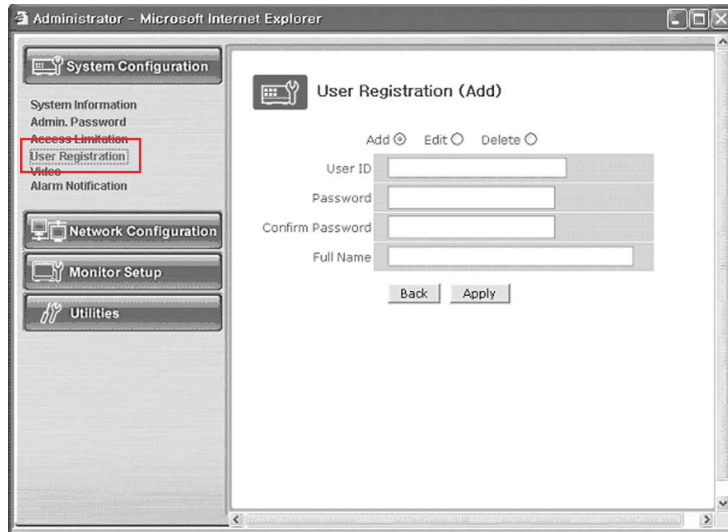 Administrator - Microsoft Internet Explorer
System Configuration
System Information
Admin. Password
Access Limitation
User Registration
Video
Alarm Notification
Network Configuration
Monitor Setup
Utilities
User Registration (Add)
Add Edit Delete
User ID
Password
Confirm Password
Full Name
Back Apply